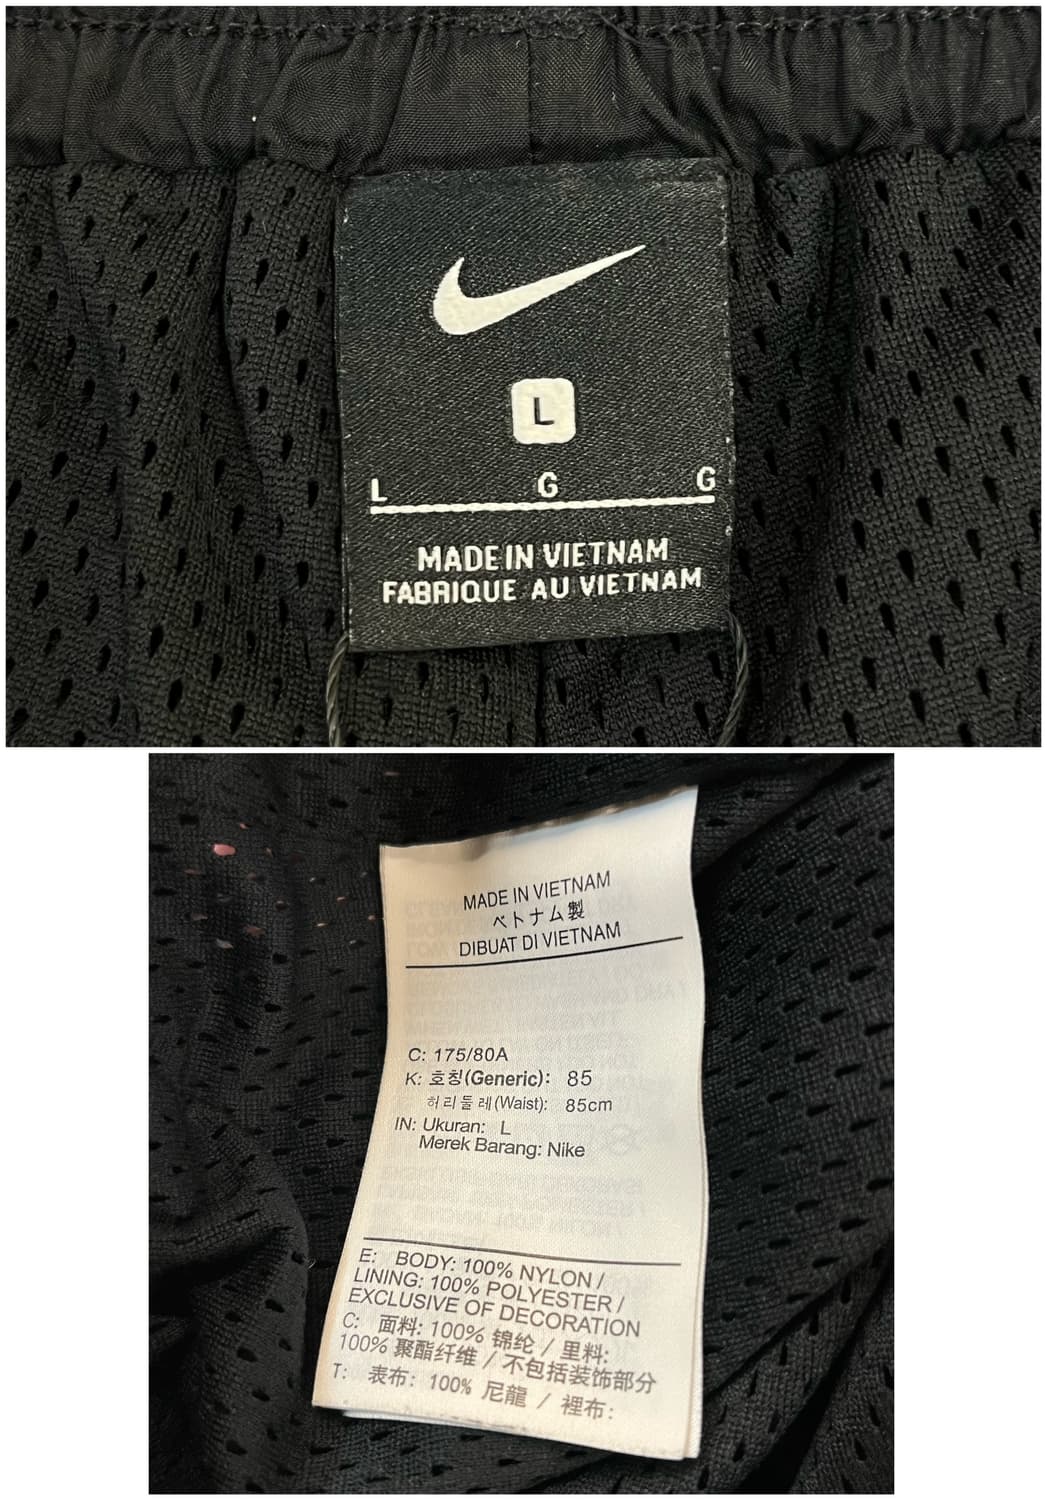 L
L G G
MADE IN VIETNAM
FABRIQUE AU VIETNAM
MADE IN VIETNAM
ベトナム製
DIBUAT DI VIETNAM
C: 175/80A
K: 호칭(Generic): 85
허리둘레(Waist): 85cm
IN: Ukuran: L
Merek Barang: Nike
E: BODY: 100% NYLON /
LINING: 100% POLYESTER /
EXCLUSIVE OF DECORATION
C: 面料: 100% 锦纶 / 里料:
100% 聚酯纤维 / 不包括装饰部分
T: 表布: 100% 尼龍 / 裡布: